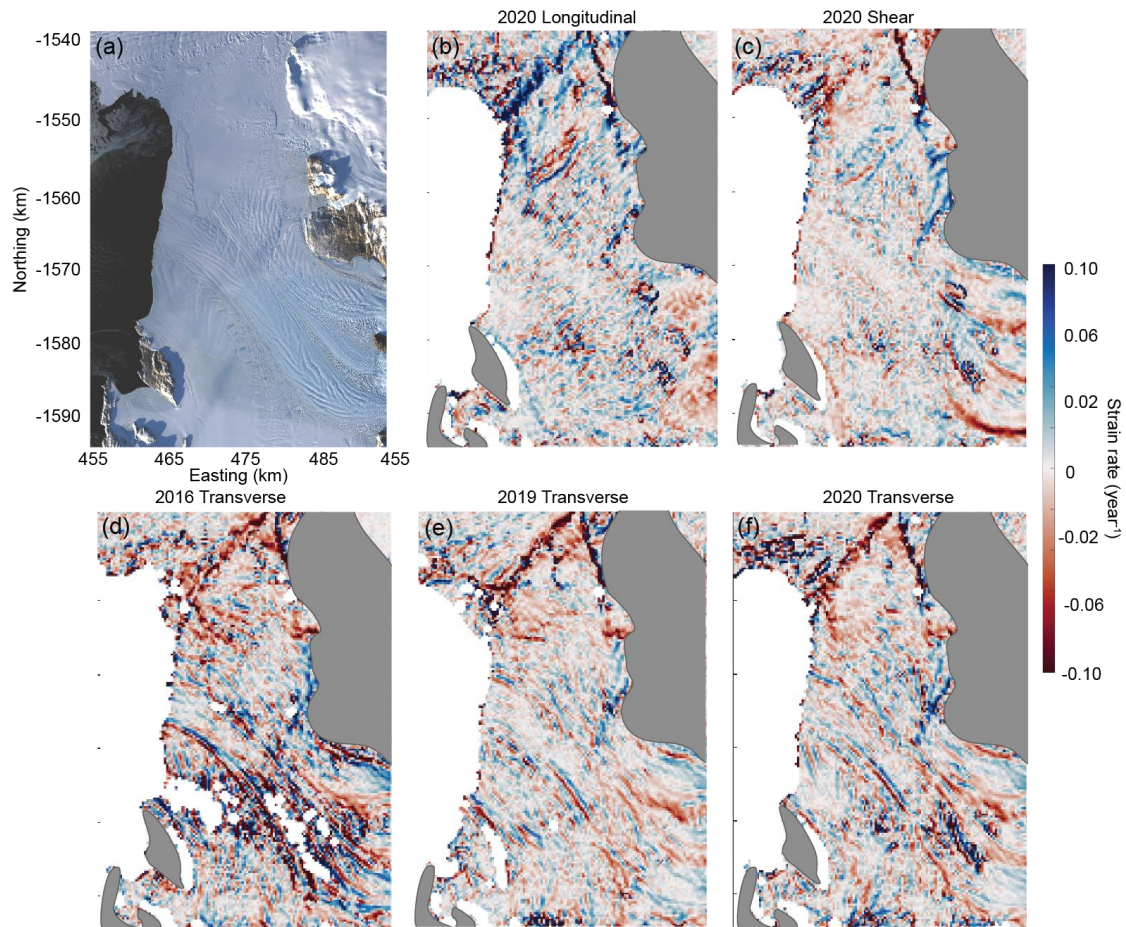 2020 Longitudinal
2020 Shear
(a)
(b)
(c)
-1540
-1550
-1560
-1570
-1580
-1590
Northing (km)
455 465 475 485 455
Easting (km)
0.10
0.06
0.02
0
-0.02
-0.06
-0.10
Strain rate (year⁻¹)
2016 Transverse
2019 Transverse
2020 Transverse
(d)
(e)
(f)